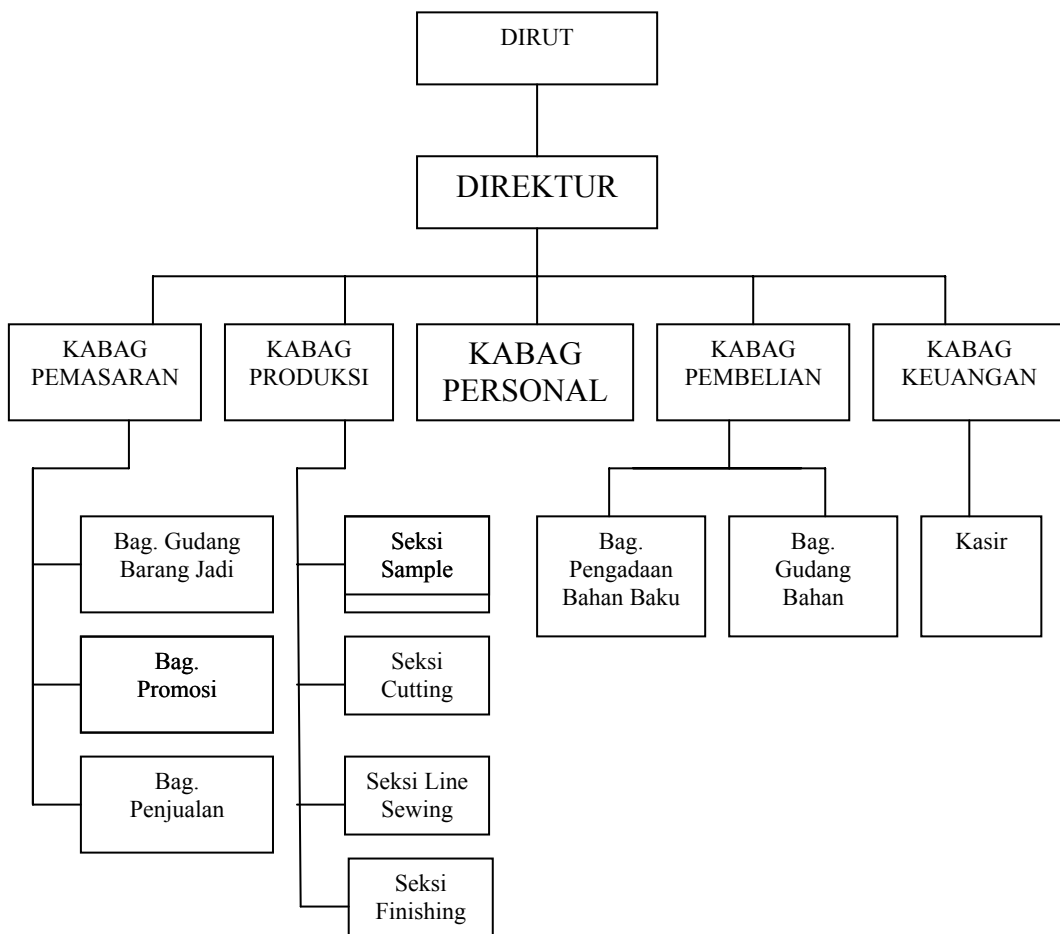 DIRUT
DIREKTUR
KABAG
PEMASARAN
KABAG
PRODUKSI
KABAG
PERSONAL
KABAG
PEMBELIAN
KABAG
KEUANGAN
Bag. Gudang
Barang Jadi
Bag.
Promosi
Bag.
Penjualan
Seksi
Sample
Seksi
Cutting
Seksi Line
Sewing
Seksi
Finishing
Bag.
Pengadaan
Bahan Baku
Bag.
Gudang
Bahan
Kasir